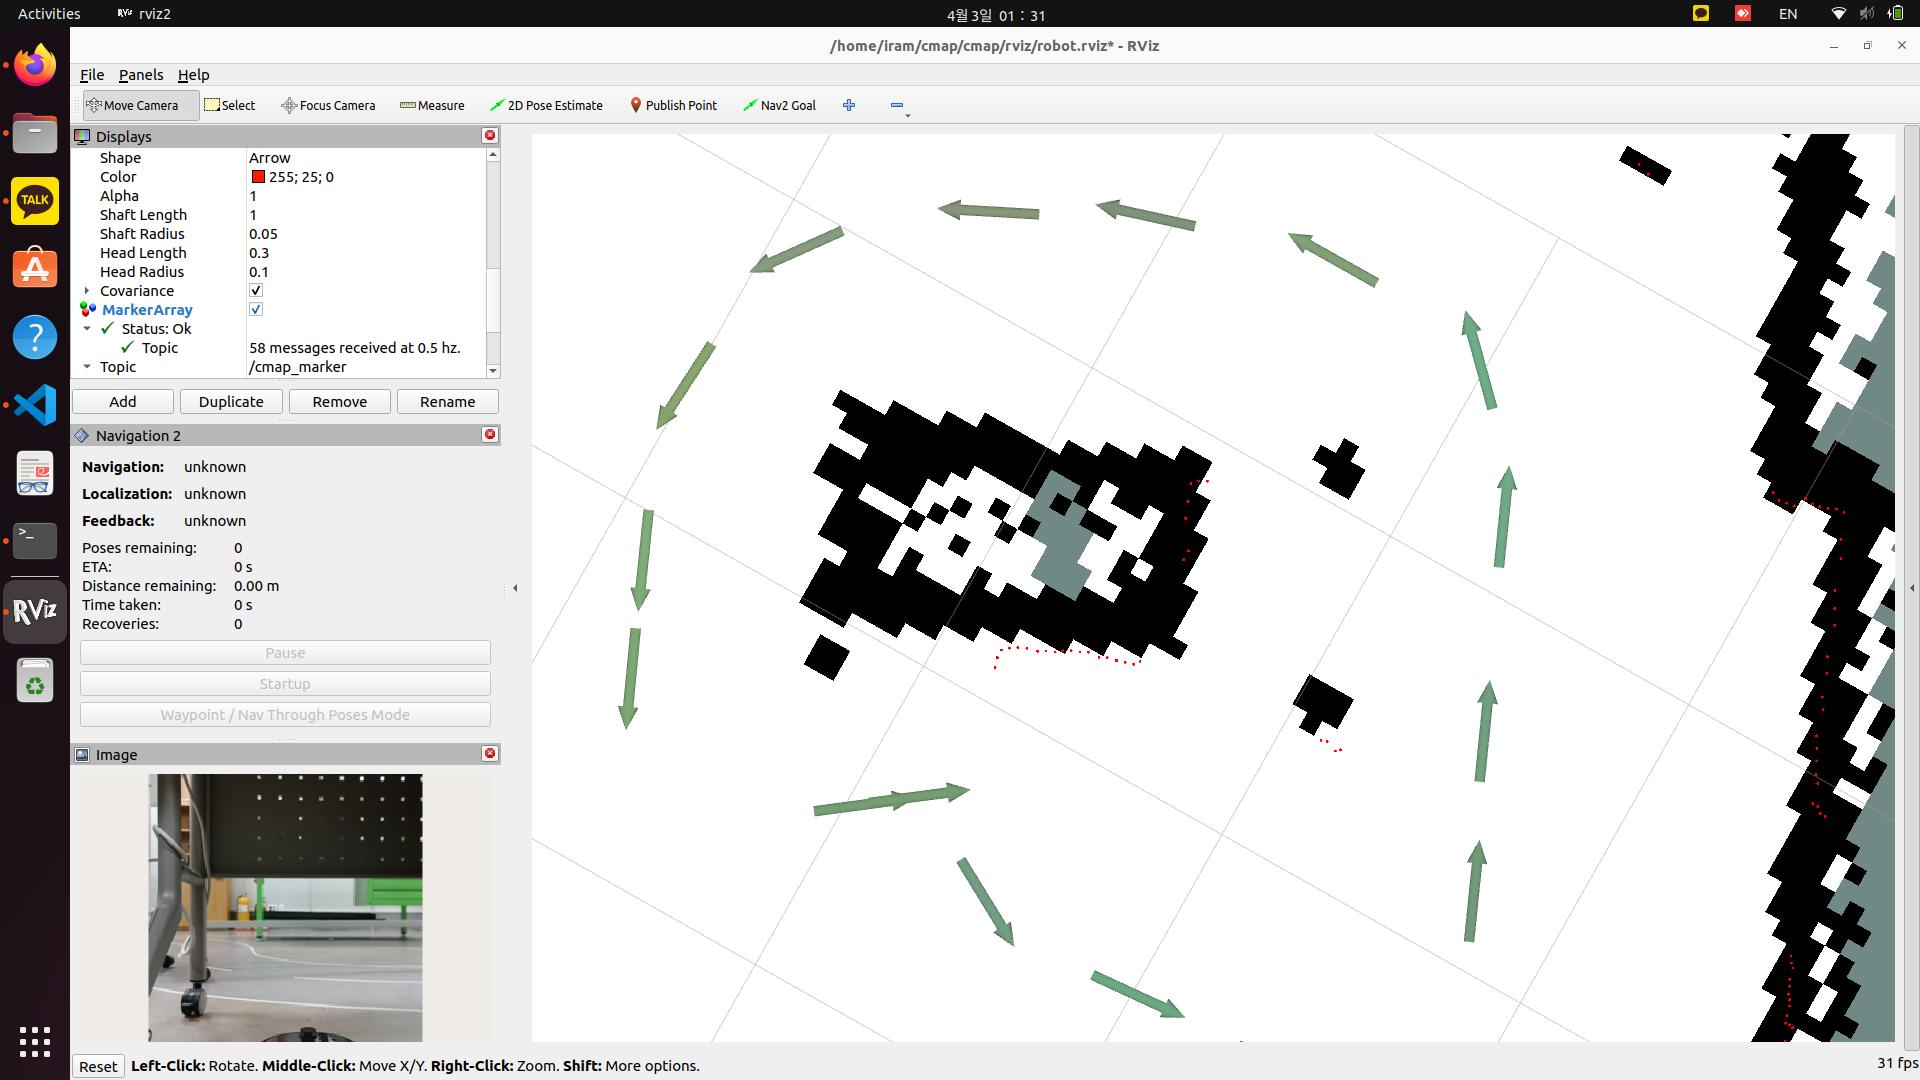 Activities
rviz2
4월 3일 01 : 31
EN
/home/iram/cmap/cmap/rviz/robot.rviz* - RViz
File Panels Help
Move Camera
Select
Focus Camera
Measure
2D Pose Estimate
Publish Point
Nav2 Goal
Displays
Shape Arrow
Color 255; 25; 0
Alpha 1
Shaft Length 1
Shaft Radius 0.05
Head Length 0.3
Head Radius 0.1
Covariance
MarkerArray
Status: Ok
Topic 58 messages received at 0.5 hz.
Topic /cmap_marker
Add
Duplicate
Remove
Rename
Navigation 2
Navigation: unknown
Localization: unknown
Feedback: unknown
Poses remaining: 0
ETA: 0 s
Distance remaining: 0.00 m
Time taken: 0 s
Recoveries: 0
Pause
Startup
Waypoint / Nav Through Poses Mode
Image
TALK
RViz
Reset
Left-Click: Rotate. Middle-Click: Move X/Y. Right-Click: Zoom. Shift: More options.
31 fps